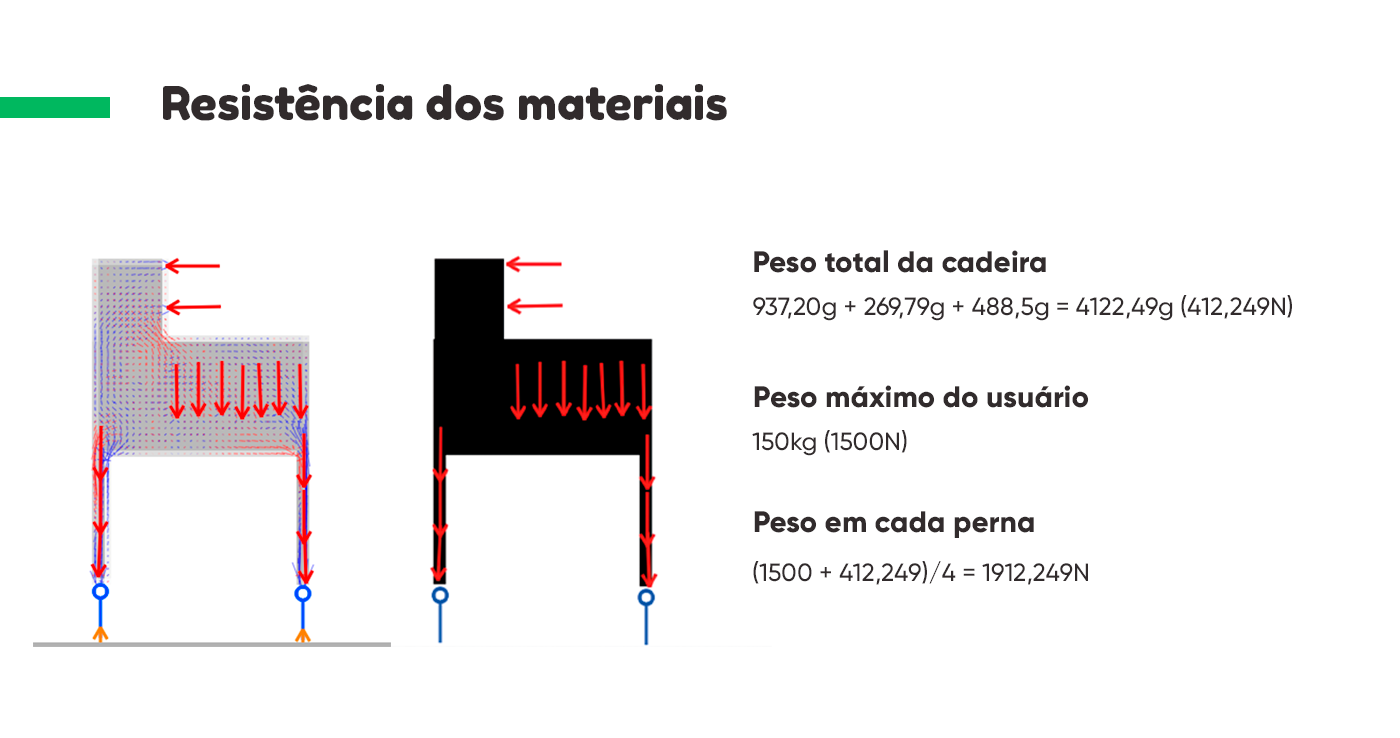 Resistência dos materiais
Peso total da cadeira
937,20g + 269,79g + 488,5g = 4122,49g (412,249N)
Peso máximo do usuário
150kg (1500N)
Peso em cada perna
(1500 + 412,249)/4 = 1912,249N